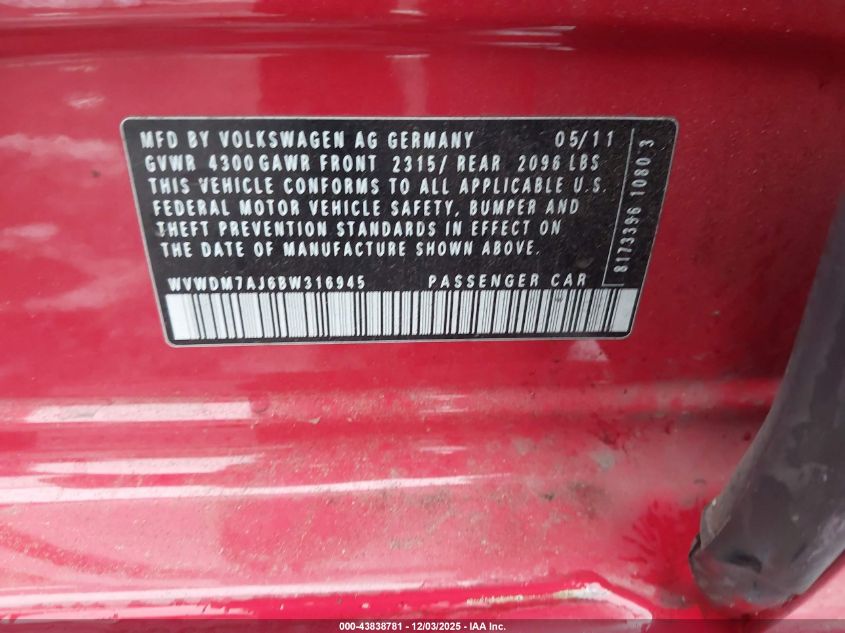 MFD BY VOLKSWAGEN AG GERMANY 05/11
GVWR 4300 GAWR FRONT 2315/ REAR 2096 LBS
THIS VEHICLE CONFORMS TO ALL APPLICABLE U.S.
FEDERAL MOTOR VEHICLE SAFETY, BUMPER AND
THEFT PREVENTION STANDARDS IN EFFECT ON
THE DATE OF MANUFACTURE SHOWN ABOVE.
WVWDM7AJ6BW316945 PASSENGER CAR
8173396 1080 3
000-43838781 - 12/03/2025 - IAA Inc.